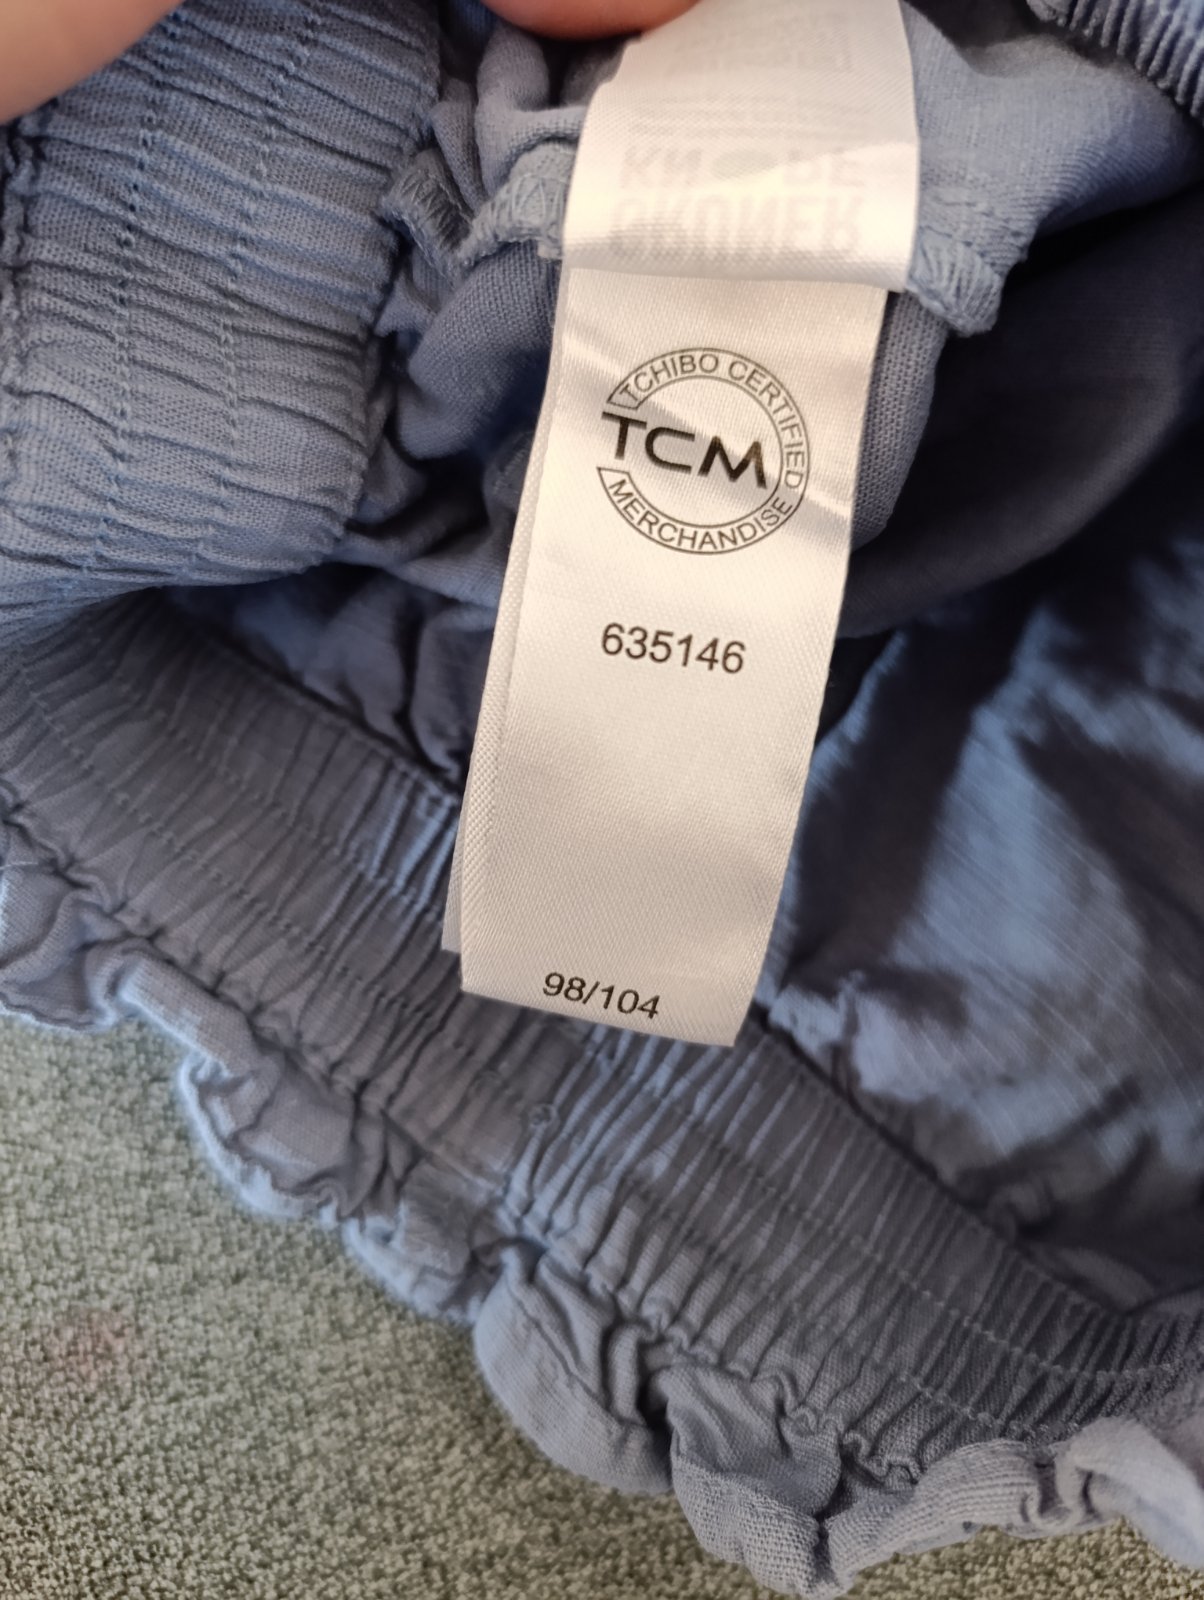 TCHIBO CERTIFIED
TCM
MERCHANDISE
635146
98/104